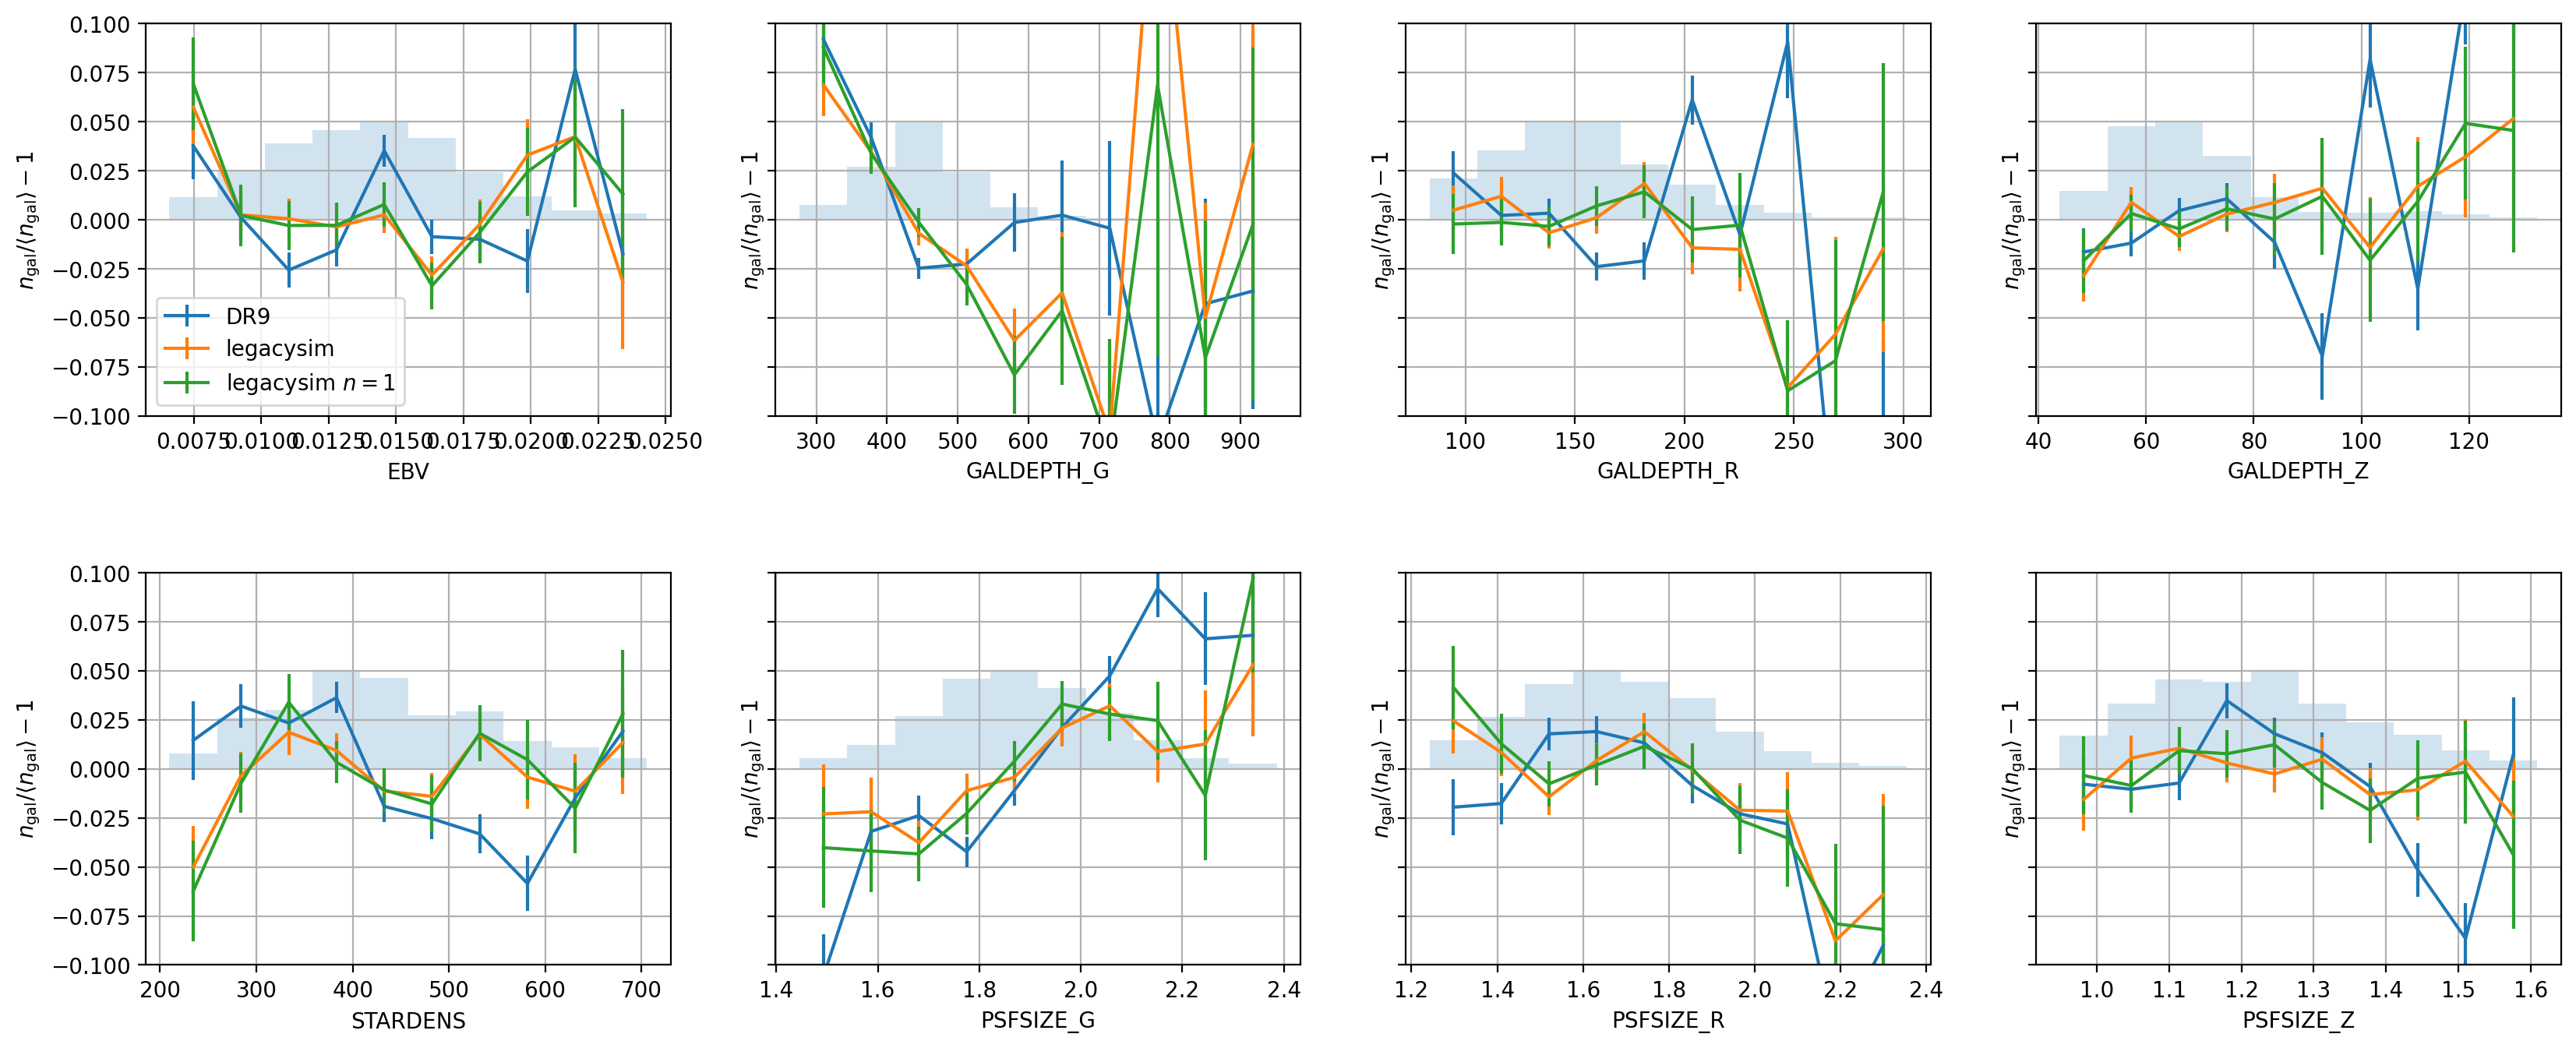 0.100
0.075
0.050
0.025
0.000
−0.025
−0.050
−0.075
−0.100
n_gal/⟨n_gal⟩ − 1
DR9
legacysim
legacysim n = 1
0.0075 0.0100 0.0125 0.0150 0.0175 0.0200 0.0225 0.0250
EBV
n_gal/⟨n_gal⟩ − 1
300 400 500 600 700 800 900
GALDEPTH_G
n_gal/⟨n_gal⟩ − 1
100 150 200 250 300
GALDEPTH_R
n_gal/⟨n_gal⟩ − 1
40 60 80 100 120
GALDEPTH_Z
0.100
0.075
0.050
0.025
0.000
−0.025
−0.050
−0.075
−0.100
n_gal/⟨n_gal⟩ − 1
200 300 400 500 600 700
STARDENS
n_gal/⟨n_gal⟩ − 1
1.4 1.6 1.8 2.0 2.2 2.4
PSFSIZE_G
n_gal/⟨n_gal⟩ − 1
1.2 1.4 1.6 1.8 2.0 2.2 2.4
PSFSIZE_R
n_gal/⟨n_gal⟩ − 1
1.0 1.1 1.2 1.3 1.4 1.5 1.6
PSFSIZE_Z